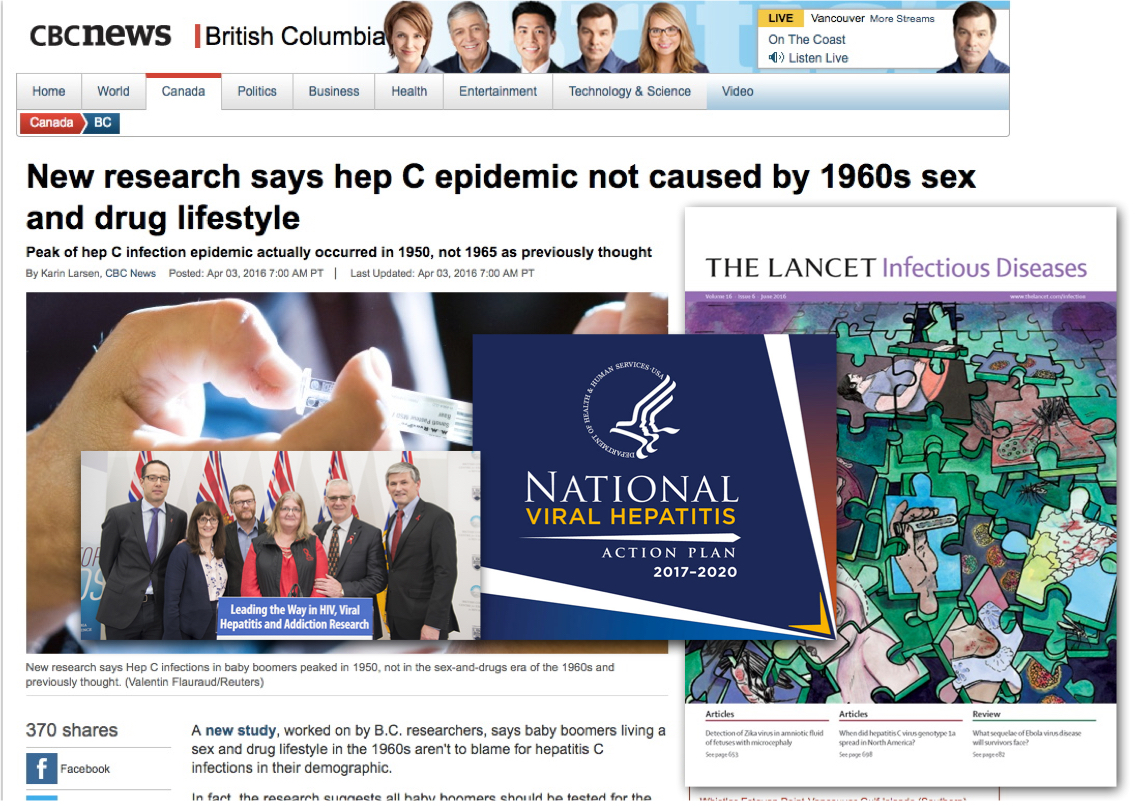 CBCnews British Columbia
LIVE Vancouver More Streams
On The Coast
Listen Live
Home World Canada Politics Business Health Entertainment Technology & Science Video
Canada BC
New research says hep C epidemic not caused by 1960s sex
and drug lifestyle
Peak of hep C infection epidemic actually occurred in 1950, not 1965 as previously thought
By Karin Larsen, CBC News Posted: Apr 03, 2016 7:00 AM PT | Last Updated: Apr 03, 2016 7:00 AM PT
THE LANCET Infectious Diseases
Volume 16 Issue 6 June 2016 www.thelancet.com/infection
DEPARTMENT OF HEALTH & HUMAN SERVICES · USA
NATIONAL
VIRAL HEPATITIS
ACTION PLAN
2017–2020
Leading the Way in HIV, Viral
Hepatitis and Addiction Research
New research says Hep C infections in baby boomers peaked in 1950, not in the sex-and-drugs era of the 1960s and
previously thought. (Valentin Flauraud/Reuters)
370 shares
Facebook
A new study, worked on by B.C. researchers, says baby boomers living a
sex and drug lifestyle in the 1960s aren't to blame for hepatitis C
infections in their demographic.
In fact, the research suggests all baby boomers should be tested for the
Articles
Detection of Zika virus in amniotic fluid
of fetuses with microcephaly
See page 653
Articles
When did hepatitis C virus genotype 1a
spread in North America?
See page 698
Review
What sequelae of Ebola virus disease
will survivors face?
See page e82